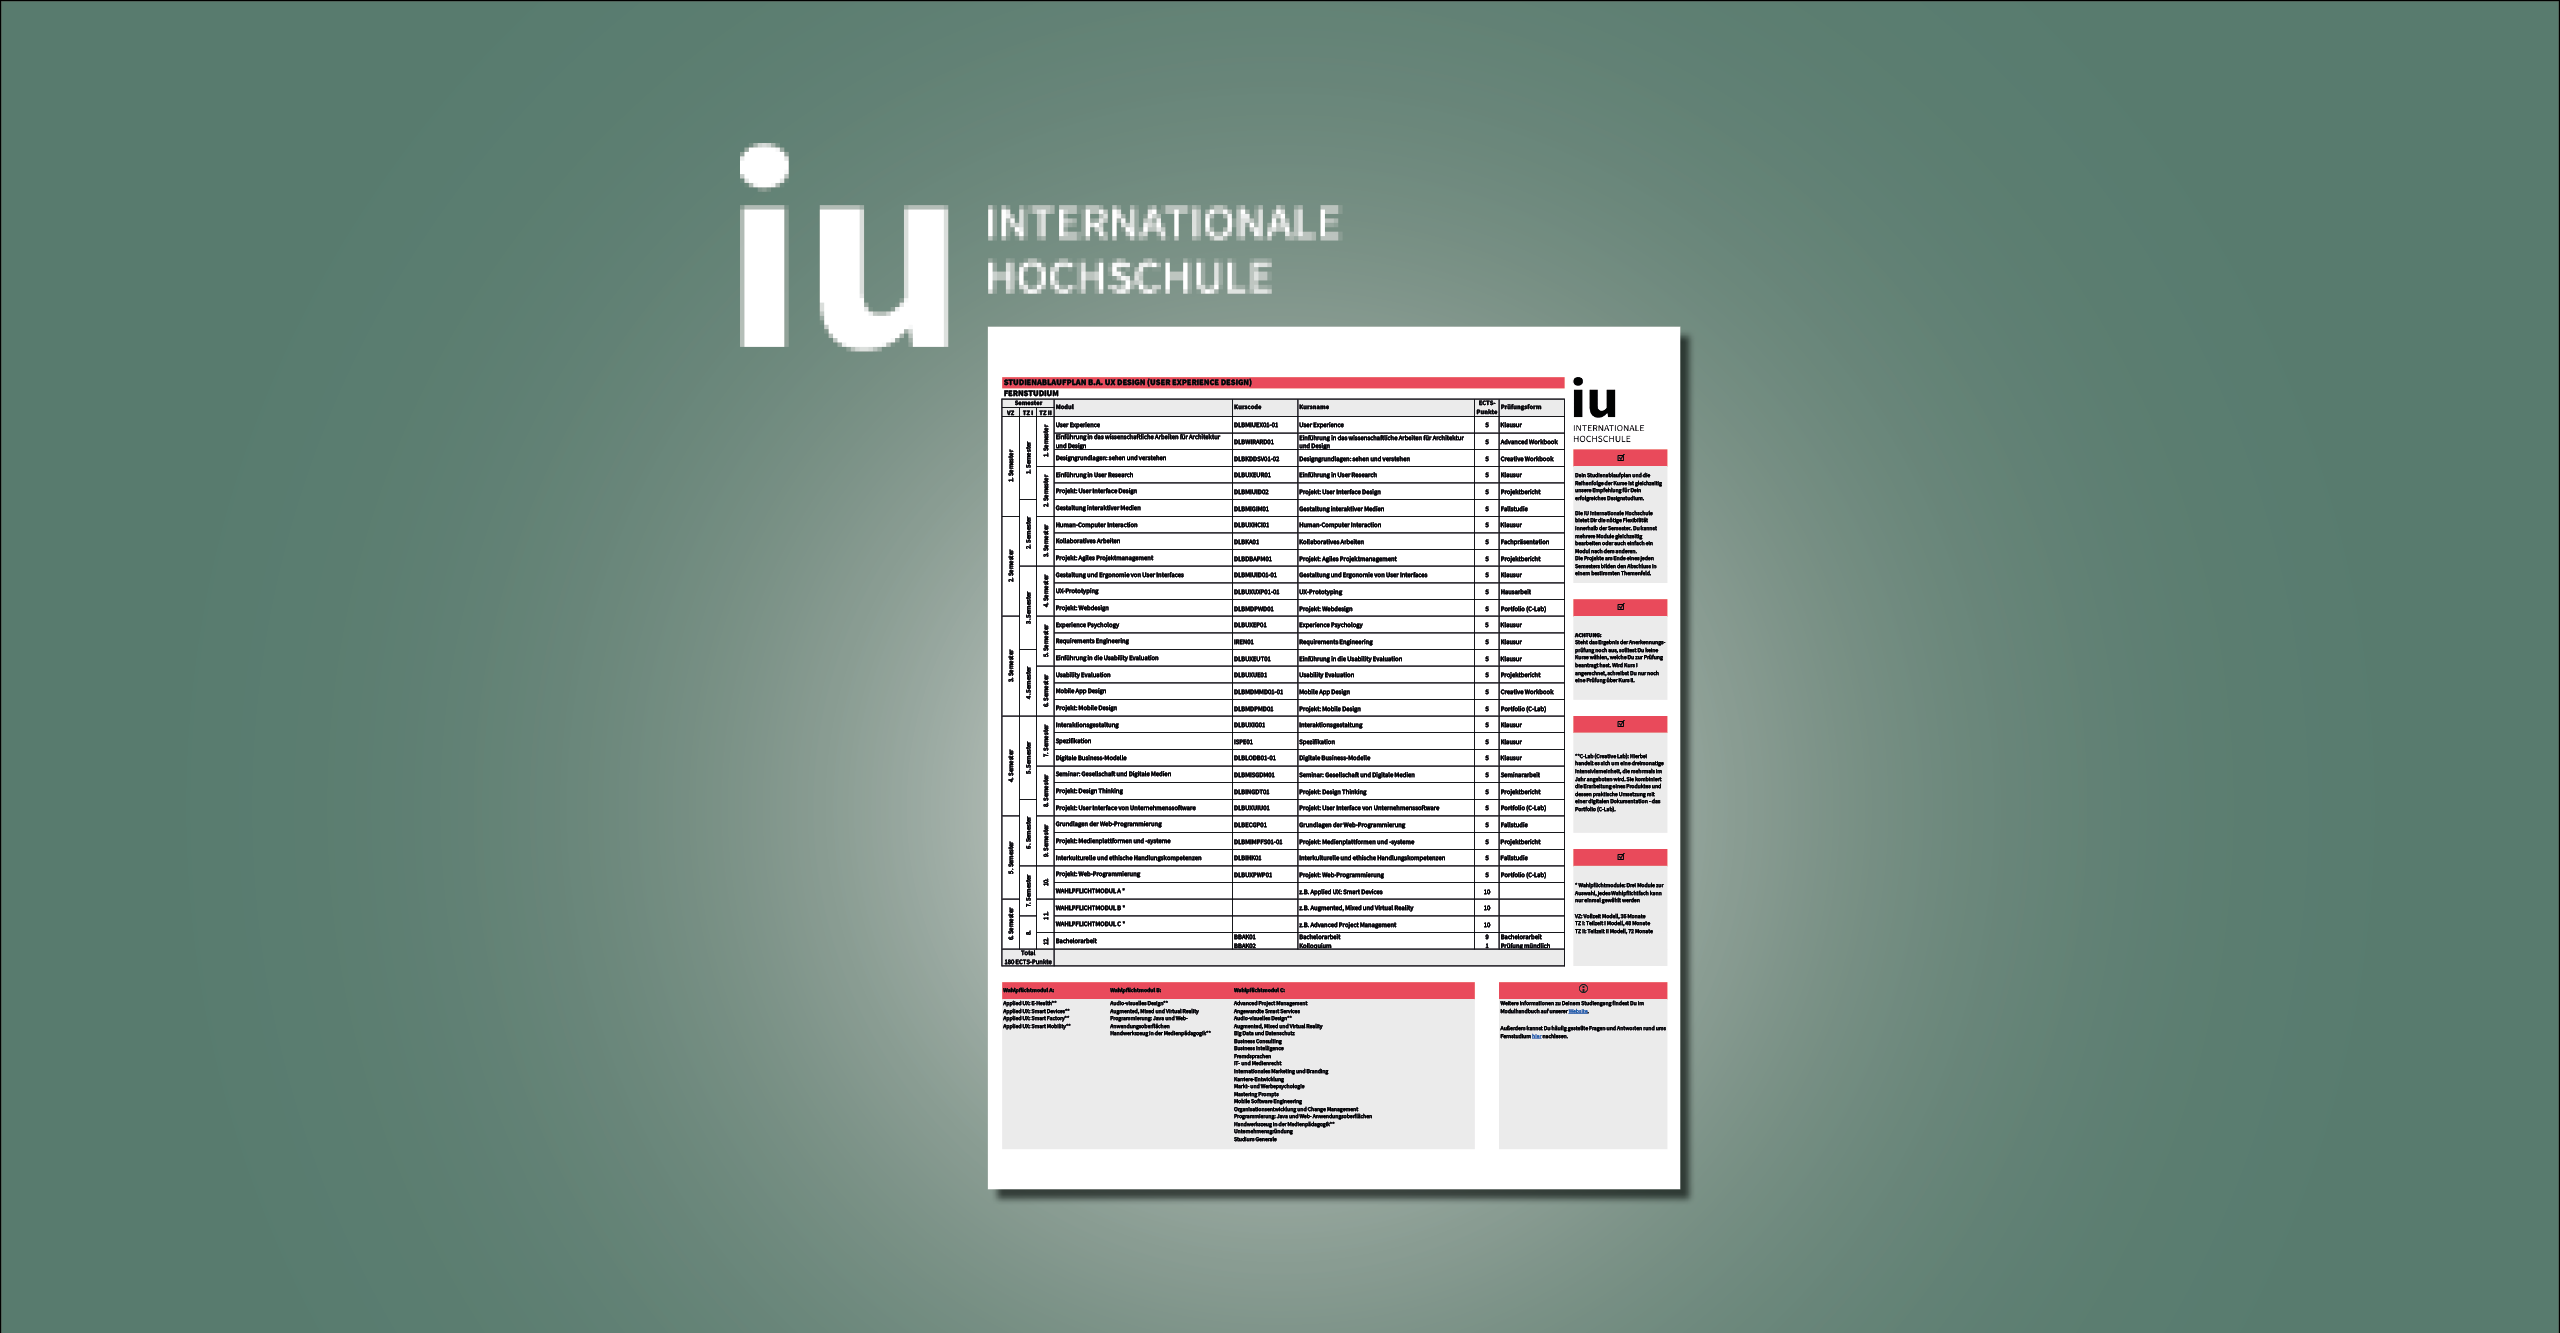 iu
INTERNATIONALE
HOCHSCHULE
STUDIENABLAUFPLAN B.A. UX DESIGN (USER EXPERIENCE DESIGN)
FERNSTUDIUM
Semester
VZ TZ I TZ II Modul Kurscode Kursname ECTS-Punkte Prüfungsform
1. Semester 1. Semester 1. Semester
User Experience DLBMIUEX01-01 User Experience 5 Klausur
Einführung in das wissenschaftliche Arbeiten für Architektur und Design DLBWIRARD01 Einführung in das wissenschaftliche Arbeiten für Architektur und Design 5 Advanced Workbook
Designgrundlagen: sehen und verstehen DLBKDDSV01-02 Designgrundlagen: sehen und verstehen 5 Creative Workbook
2. Semester
Einführung in User Research DLBUXEUR01 Einführung in User Research 5 Klausur
Projekt: User Interface Design DLBMIUID02 Projekt: User Interface Design 5 Projektbericht
2. Semester
Gestaltung interaktiver Medien DLBMIGIM01 Gestaltung interaktiver Medien 5 Fallstudie
2. Semester 3. Semester
Human-Computer Interaction DLBUXHCI01 Human-Computer Interaction 5 Klausur
Kollaboratives Arbeiten DLBKA01 Kollaboratives Arbeiten 5 Fachpräsentation
Projekt: Agiles Projektmanagement DLBDBAPM01 Projekt: Agiles Projektmanagement 5 Projektbericht
3. Semester 4. Semester
Gestaltung und Ergonomie von User Interfaces DLBMIUID01-01 Gestaltung und Ergonomie von User Interfaces 5 Klausur
UX-Prototyping DLBUXUXP01-01 UX-Prototyping 5 Hausarbeit
Projekt: Webdesign DLBMDPWD01 Projekt: Webdesign 5 Portfolio (C-Lab)
3. Semester 5. Semester
Experience Psychology DLBUXEP01 Experience Psychology 5 Klausur
Requirements Engineering IREN01 Requirements Engineering 5 Klausur
4. Semester
Einführung in die Usability Evaluation DLBUXEUT01 Einführung in die Usability Evaluation 5 Klausur
6. Semester
Usability Evaluation DLBUXUE01 Usability Evaluation 5 Projektbericht
Mobile App Design DLBMDMMD01-01 Mobile App Design 5 Creative Workbook
Projekt: Mobile Design DLBMDPMD01 Projekt: Mobile Design 5 Portfolio (C-Lab)
4. Semester 5. Semester 7. Semester
Interaktionsgestaltung DLBUXIG01 Interaktionsgestaltung 5 Klausur
Spezifikation ISPE01 Spezifikation 5 Klausur
Digitale Business-Modelle DLBLODB01-01 Digitale Business-Modelle 5 Klausur
8. Semester
Seminar: Gesellschaft und Digitale Medien DLBMISGDM01 Seminar: Gesellschaft und Digitale Medien 5 Seminararbeit
Projekt: Design Thinking DLBINGDT01 Projekt: Design Thinking 5 Projektbericht
6. Semester
Projekt: User Interface von Unternehmenssoftware DLBUXUIU01 Projekt: User Interface von Unternehmenssoftware 5 Portfolio (C-Lab)
5. Semester 9. Semester
Grundlagen der Web-Programmierung DLBECGP01 Grundlagen der Web-Programmierung 5 Fallstudie
Projekt: Medienplattformen und -systeme DLBMIMPFS01-01 Projekt: Medienplattformen und -systeme 5 Projektbericht
Interkulturelle und ethische Handlungskompetenzen DLBIHK01 Interkulturelle und ethische Handlungskompetenzen 5 Fallstudie
7. Semester 10.
Projekt: Web-Programmierung DLBUXPWP01 Projekt: Web-Programmierung 5 Portfolio (C-Lab)
WAHLPFLICHTMODUL A * z.B. Applied UX: Smart Devices 10
6. Semester 11.
WAHLPFLICHTMODUL B * z.B. Augmented, Mixed und Virtual Reality 10
8.
WAHLPFLICHTMODUL C * z.B. Advanced Project Management 10
12.
Bachelorarbeit BBAK01 Bachelorarbeit 9 Bachelorarbeit
BBAK02 Kolloquium 1 Prüfung mündlich
Total
180 ECTS-Punkte
iu
INTERNATIONALE
HOCHSCHULE
Dein Studienablaufplan und die
Reihenfolge der Kurse ist gleichzeitig
unsere Empfehlung für Dein
erfolgreiches Designstudium.
Die IU Internationale Hochschule
bietet Dir die nötige Flexibilität
innerhalb der Semester. Du kannst
mehrere Module gleichzeitig
bearbeiten oder auch einfach ein
Modul nach dem anderen.
Die Projekte am Ende eines jeden
Semesters bilden den Abschluss in
einem bestimmten Themenfeld.
ACHTUNG:
Steht das Ergebnis der Anerkennungs-
prüfung noch aus, solltest Du keine
Kurse wählen, welche Du zur Prüfung
beantragt hast. Wird Kurs I
angerechnet, schreibst Du nur noch
eine Prüfung über Kurs II.
**C-Lab (Creative Lab): Hierbei
handelt es sich um eine dreimonatige
Intensivlerneinheit, die mehrmals im
Jahr angeboten wird. Sie kombiniert
die Erarbeitung eines Produktes und
dessen praktische Umsetzung mit
einer digitalen Dokumentation - das
Portfolio (C-Lab).
* Wahlpflichtmodule: Drei Module zur
Auswahl, jedes Wahlpflichtfach kann
nur einmal gewählt werden
VZ: Vollzeit Modell, 36 Monate
TZ I: Teilzeit I Modell, 48 Monate
TZ II: Teilzeit II Modell, 72 Monate
Wahlpflichtmodul A:
Applied UX: E-Health**
Applied UX: Smart Devices**
Applied UX: Smart Factory**
Applied UX: Smart Mobility**
Wahlpflichtmodul B:
Audio-visuelles Design**
Augmented, Mixed und Virtual Reality
Programmierung: Java und Web-
Anwendungsoberflächen
Handwerkszeug in der Medienpädagogik**
Wahlpflichtmodul C:
Advanced Project Management
Angewandte Smart Services
Audio-visuelles Design**
Augmented, Mixed und Virtual Reality
Big Data und Datenschutz
Business Consulting
Business Intelligence
Fremdsprachen
IT- und Medienrecht
Internationales Marketing und Branding
Karriere-Entwicklung
Markt- und Werbepsychologie
Mastering Prompts
Mobile Software Engineering
Organisationsentwicklung und Change Management
Programmierung: Java und Web- Anwendungsoberflächen
Handwerkszeug in der Medienpädagogik**
Unternehmensgründung
Studium Generale
Weitere Informationen zu Deinem Studiengang findest Du im
Modulhandbuch auf unserer Website.
Außerdem kannst Du häufig gestellte Fragen und Antworten rund ums
Fernstudium hier nachlesen.